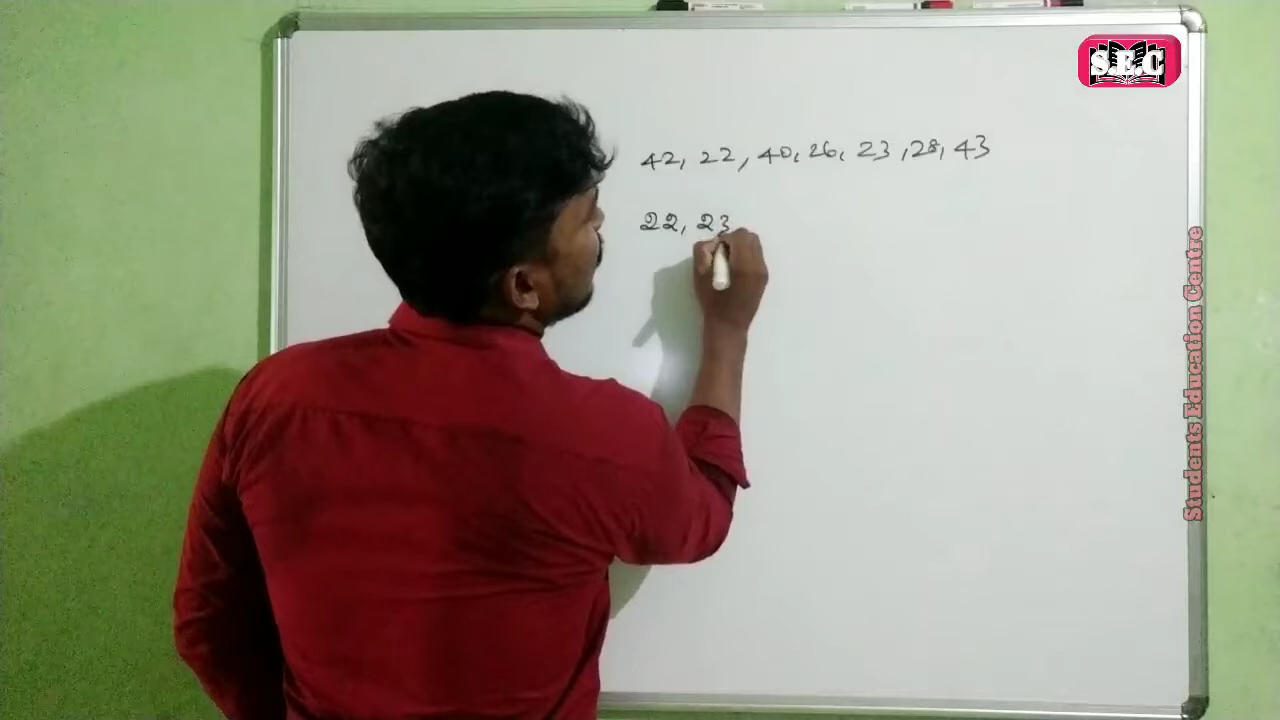 S.E.C
42, 22, 40, 26, 23, 28, 43
22, 23
Students Education Centre